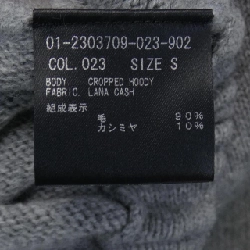 01-2303709-023-902
COL.023 SIZE S
BODY CROPPED HOODY
FABRIC. LANA CASH
組成表示
毛 90%
カシミヤ 10%